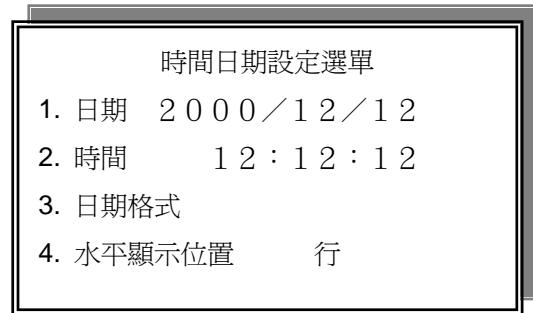 時間日期設定選單
1. 日期 ２０００／１２／１２
2. 時間 １２：１２：１２
3. 日期格式
4. 水平顯示位置 行